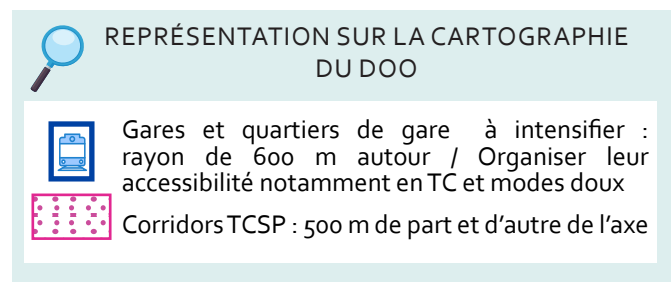 REPRÉSENTATION SUR LA CARTOGRAPHIE
DU DOO
Gares et quartiers de gare à intensifier :
rayon de 600 m autour / Organiser leur
accessibilité notamment en TC et modes doux
Corridors TCSP : 500 m de part et d'autre de l'axe